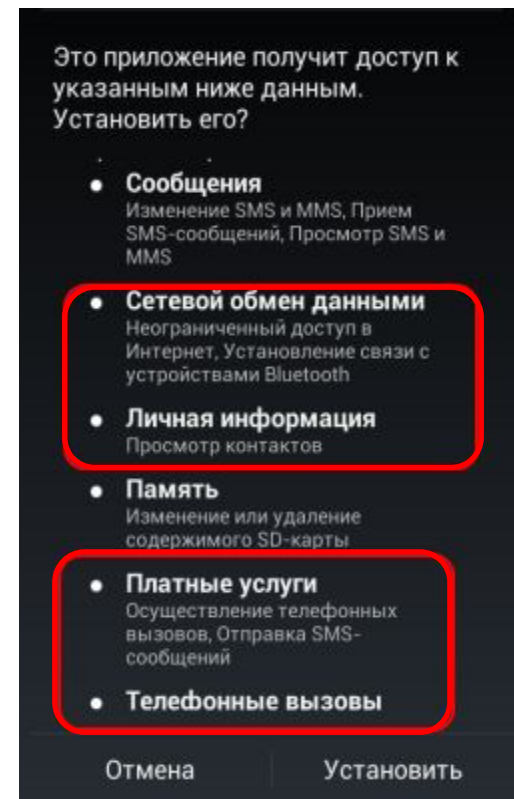 Это приложение получит доступ к
указанным ниже данным.
Установить его?
Сообщения
Изменение SMS и MMS, Прием
SMS-сообщений, Просмотр SMS и
MMS
Сетевой обмен данными
Неограниченный доступ в
Интернет, Установление связи с
устройствами Bluetooth
Личная информация
Просмотр контактов
Память
Изменение или удаление
содержимого SD-карты
Платные услуги
Осуществление телефонных
вызовов, Отправка SMS-
сообщений
Телефонные вызовы
Отмена
Установить